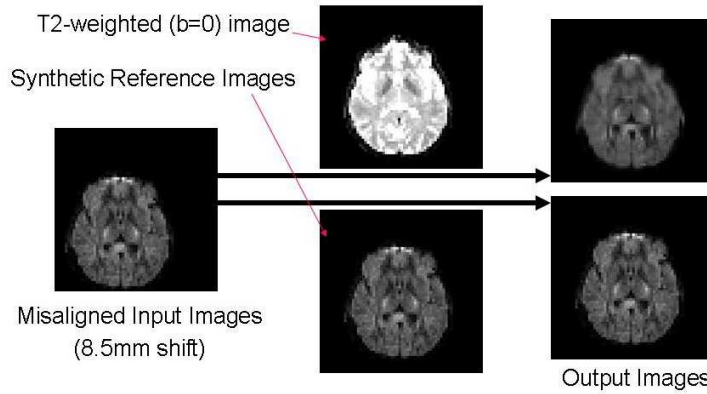 T2-weighted (b=0) image
Synthetic Reference Images
Misaligned Input Images
(8.5mm shift)
Output Images